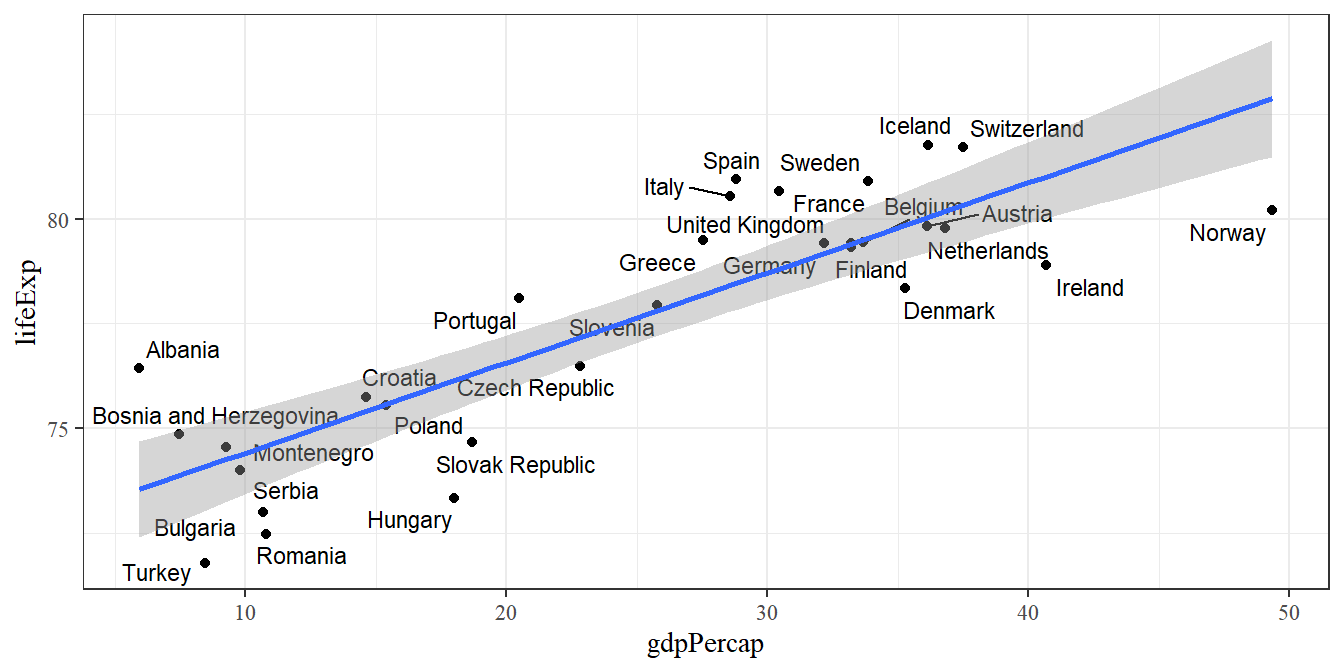 Iceland
Switzerland
Spain
Sweden
Italy
France
Belgium
Austria
United Kingdom
80
Norway
Netherlands
Greece
Germany
Finland
Ireland
Denmark
Portugal
Slovenia
lifeExp
Albania
Croatia
Czech Republic
Bosnia and Herzegovina
75
Poland
Montenegro
Slovak Republic
Serbia
Hungary
Bulgaria
Romania
Turkey
10
20
30
40
50
gdpPercap